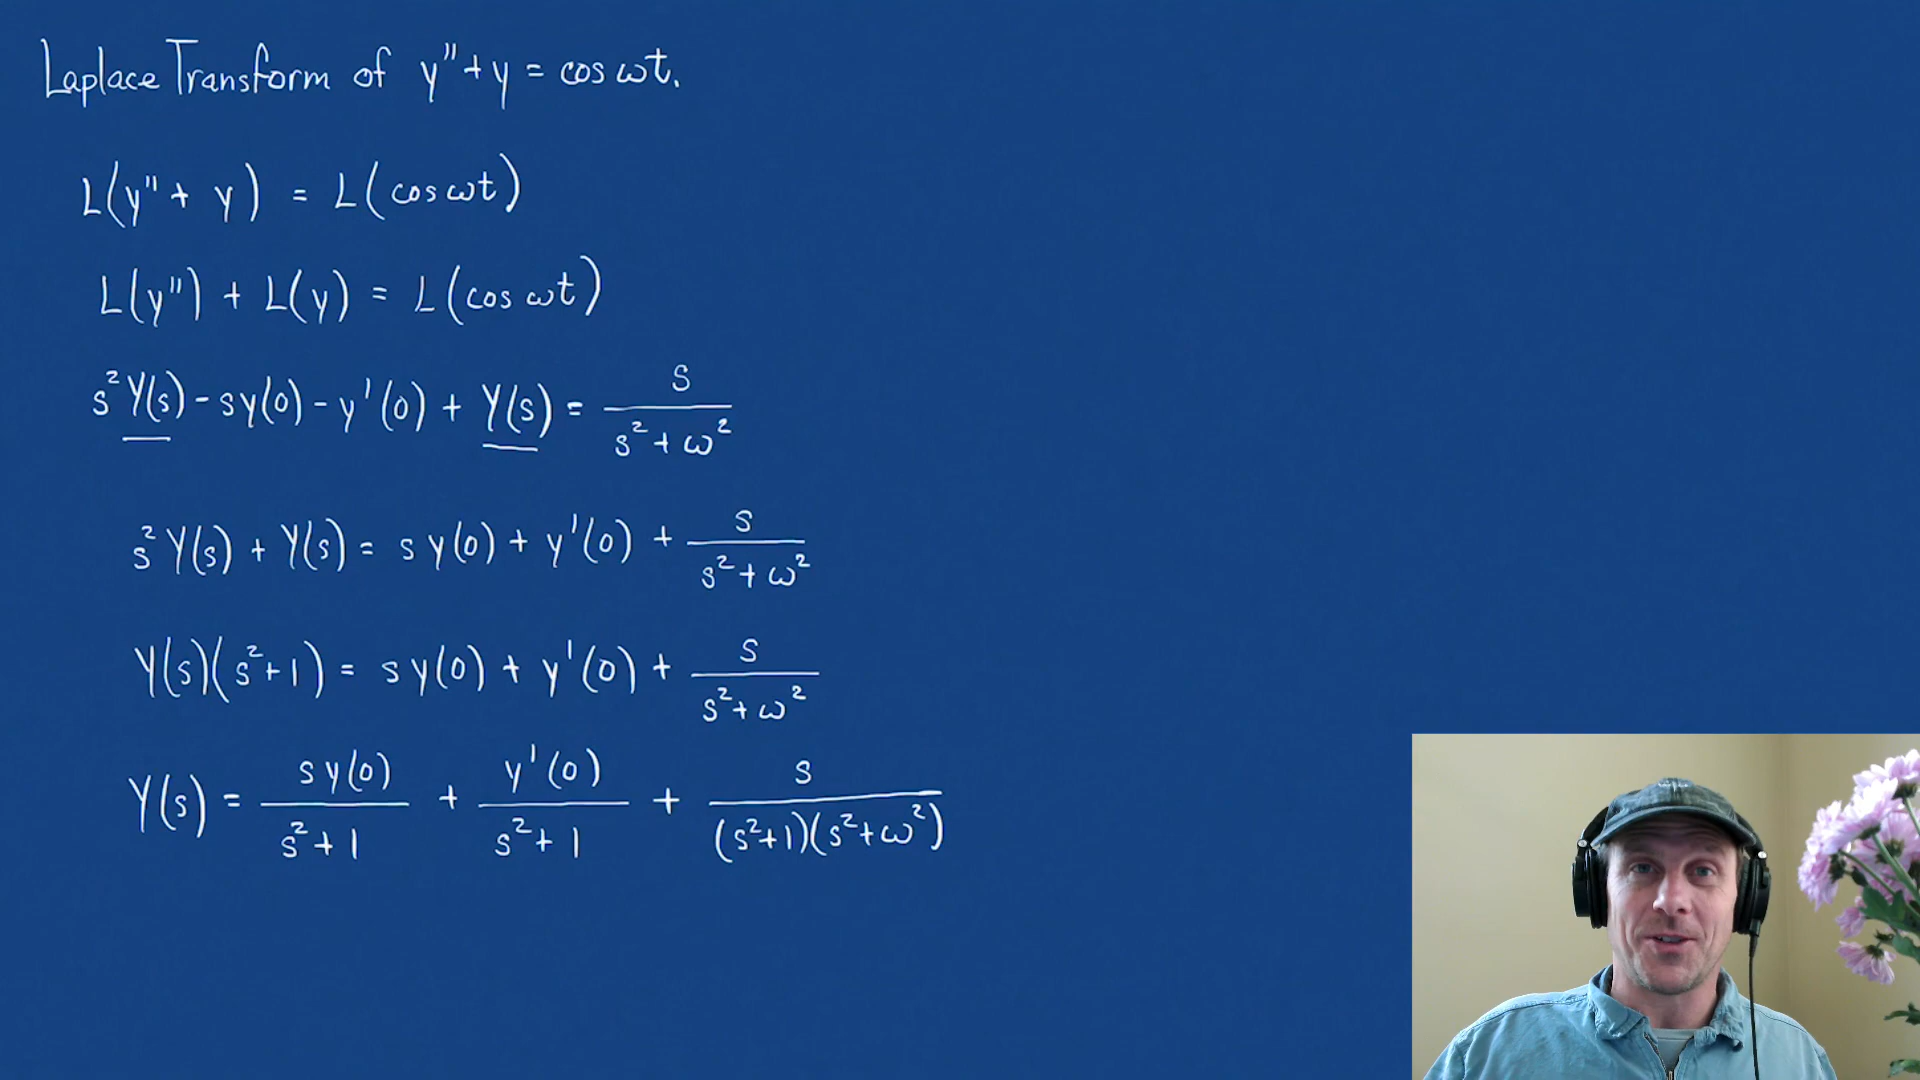 Laplace Transform of y'' + y = cos ωt.
L(y'' + y) = L(cos ωt)
L(y'') + L(y) = L(cos ωt)
s²Y(s) - sy(0) - y'(0) + Y(s) = s / (s² + ω²)
s²Y(s) + Y(s) = sy(0) + y'(0) + s / (s² + ω²)
Y(s)(s²+1) = sy(0) + y'(0) + s / (s² + ω²)
Y(s) = sy(0) / (s²+1) + y'(0) / (s²+1) + s / ((s²+1)(s²+ω²))